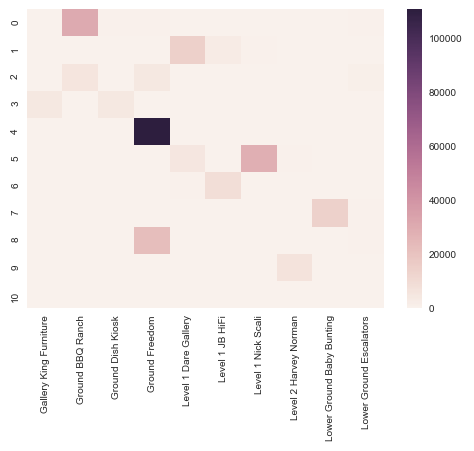 0
1
2
3
4
5
6
7
8
9
10
Gallery King Furniture
Ground BBQ Ranch
Ground Dish Kiosk
Ground Freedom
Level 1 Dare Gallery
Level 1 JB HiFi
Level 1 Nick Scali
Level 2 Harvey Norman
Lower Ground Baby Bunting
Lower Ground Escalators
100000
80000
60000
40000
20000
0